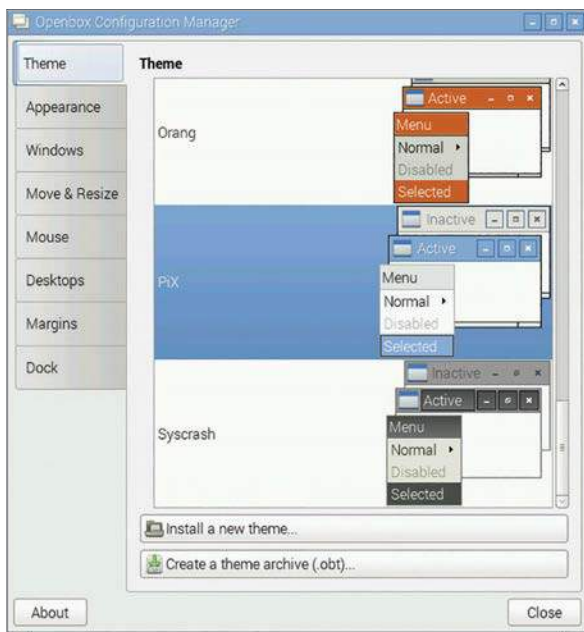 Openbox Configuration Manager
Theme
Appearance
Windows
Move & Resize
Mouse
Desktops
Margins
Dock
Theme
Orang
Active
Menu
Normal
Disabled
Selected
PiX
Inactive
Active
Menu
Normal
Disabled
Selected
Syscrash
Inactive
Active
Menu
Normal
Disabled
Selected
Install a new theme...
Create a theme archive (.obt)...
About
Close